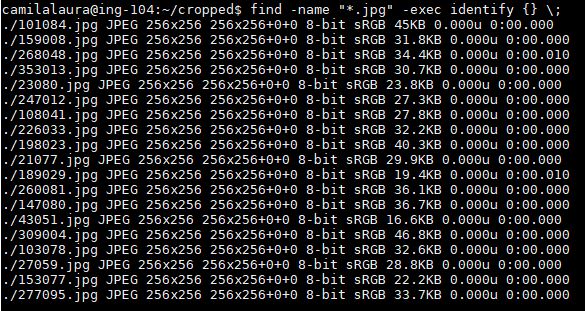 camilalaura@ing-104:~/cropped$ find -name "*.jpg" -exec identify {} \;
./101084.jpg JPEG 256x256 256x256+0+0 8-bit sRGB 45KB 0.000u 0:00.000
./159008.jpg JPEG 256x256 256x256+0+0 8-bit sRGB 31.8KB 0.000u 0:00.000
./268048.jpg JPEG 256x256 256x256+0+0 8-bit sRGB 34.4KB 0.000u 0:00.010
./353013.jpg JPEG 256x256 256x256+0+0 8-bit sRGB 30.7KB 0.000u 0:00.000
./23080.jpg JPEG 256x256 256x256+0+0 8-bit sRGB 23.8KB 0.000u 0:00.000
./247012.jpg JPEG 256x256 256x256+0+0 8-bit sRGB 27.3KB 0.000u 0:00.000
./108041.jpg JPEG 256x256 256x256+0+0 8-bit sRGB 27.8KB 0.000u 0:00.000
./226033.jpg JPEG 256x256 256x256+0+0 8-bit sRGB 32.2KB 0.000u 0:00.000
./198023.jpg JPEG 256x256 256x256+0+0 8-bit sRGB 40.3KB 0.000u 0:00.000
./21077.jpg JPEG 256x256 256x256+0+0 8-bit sRGB 29.9KB 0.000u 0:00.000
./189029.jpg JPEG 256x256 256x256+0+0 8-bit sRGB 19.4KB 0.000u 0:00.010
./260081.jpg JPEG 256x256 256x256+0+0 8-bit sRGB 36.1KB 0.000u 0:00.000
./147080.jpg JPEG 256x256 256x256+0+0 8-bit sRGB 36.7KB 0.000u 0:00.000
./43051.jpg JPEG 256x256 256x256+0+0 8-bit sRGB 16.6KB 0.000u 0:00.000
./309004.jpg JPEG 256x256 256x256+0+0 8-bit sRGB 46.8KB 0.000u 0:00.000
./103078.jpg JPEG 256x256 256x256+0+0 8-bit sRGB 32.6KB 0.000u 0:00.000
./27059.jpg JPEG 256x256 256x256+0+0 8-bit sRGB 28.8KB 0.000u 0:00.000
./153077.jpg JPEG 256x256 256x256+0+0 8-bit sRGB 22.2KB 0.000u 0:00.000
./277095.jpg JPEG 256x256 256x256+0+0 8-bit sRGB 33.7KB 0.000u 0:00.000